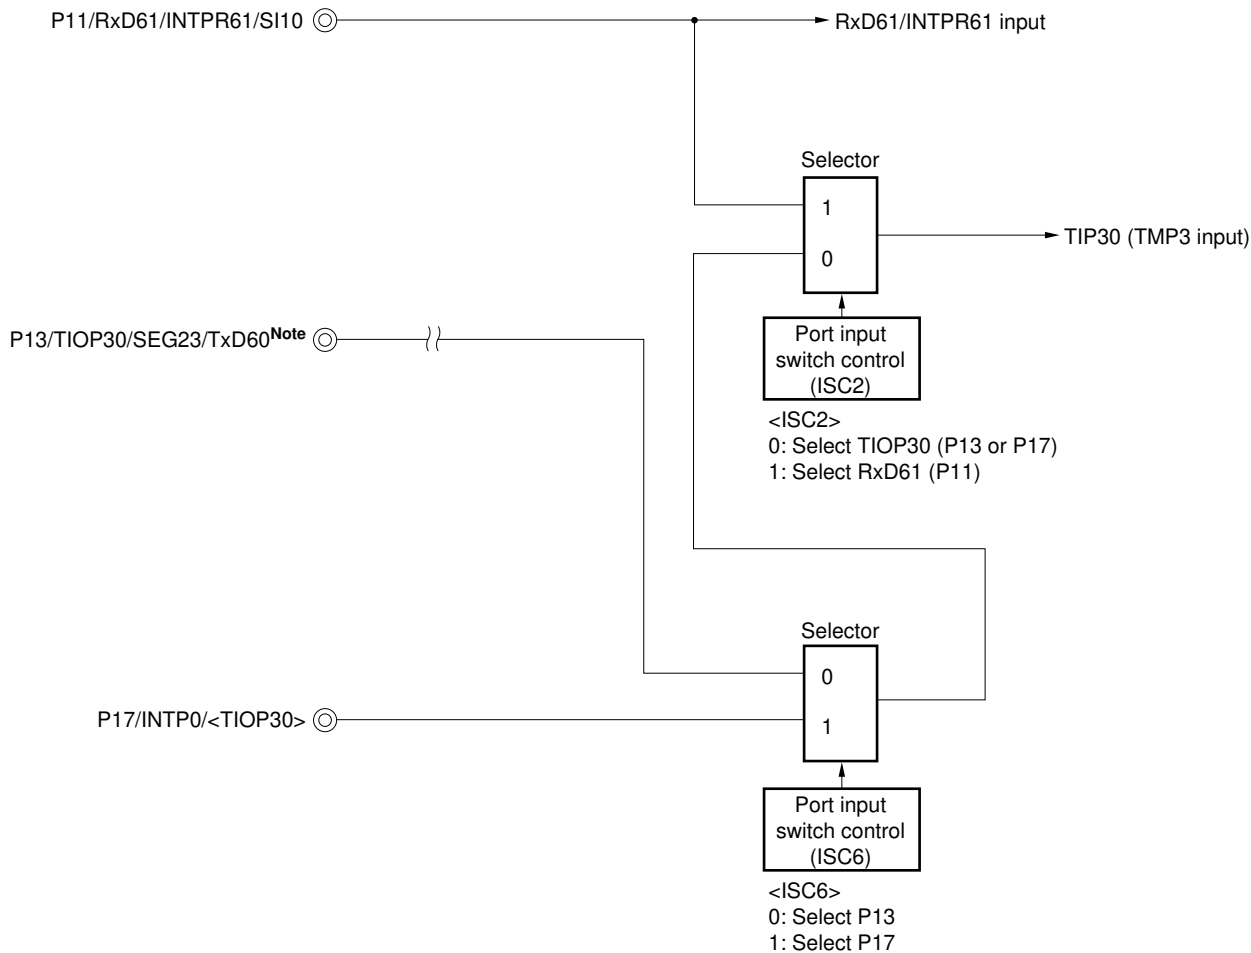 P11/RxD61/INTPR61/SI10
RxD61/INTPR61 input
Selector
1
0
TIP30 (TMP3 input)
P13/TIOP30/SEG23/TxD60Note
Port input
switch control
(ISC2)
<ISC2>
0: Select TIOP30 (P13 or P17)
1: Select RxD61 (P11)
Selector
0
1
P17/INTP0/<TIOP30>
Port input
switch control
(ISC6)
<ISC6>
0: Select P13
1: Select P17